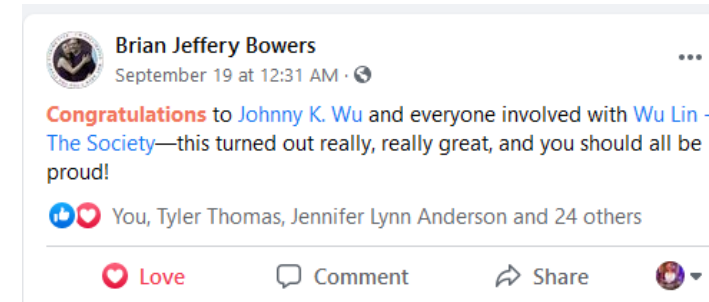 Brian Jeffery Bowers
September 19 at 12:31 AM ·
Congratulations to Johnny K. Wu and everyone involved with Wu Lin -
The Society—this turned out really, really great, and you should all be
proud!
You, Tyler Thomas, Jennifer Lynn Anderson and 24 others
Love Comment Share